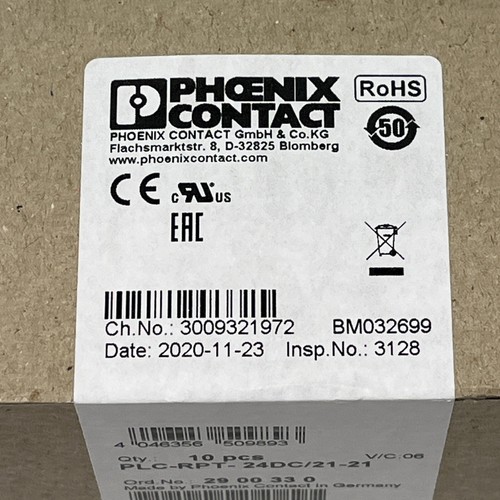 PHOENIX
CONTACT
RoHS
50
PHOENIX CONTACT GmbH & Co.KG
Flachsmarktstr. 8, D-32825 Blomberg
www.phoenixcontact.com
CE c RU US
EAC
Ch.No.: 3009321972 BM032699
Date: 2020-11-23 Insp.No.: 3128
4 046356 509893
Qty.: 10 pcs V/C:06
PLC-RPT- 24DC/21-21
Ord.No.: 29 00 33 0
Made by Phoenix Contact in Germany